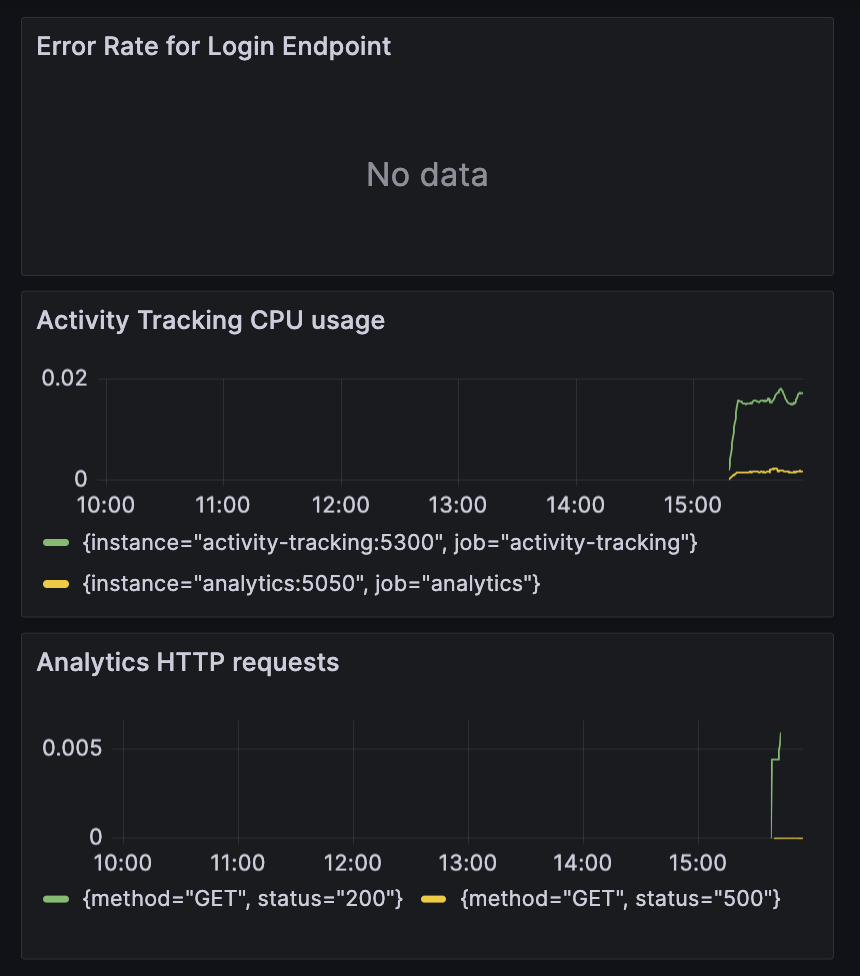 Error Rate for Login Endpoint
No data
Activity Tracking CPU usage
0.02
0
10:00 11:00 12:00 13:00 14:00 15:00
{instance="activity-tracking:5300", job="activity-tracking"}
{instance="analytics:5050", job="analytics"}
Analytics HTTP requests
0.005
0
10:00 11:00 12:00 13:00 14:00 15:00
{method="GET", status="200"} {method="GET", status="500"}